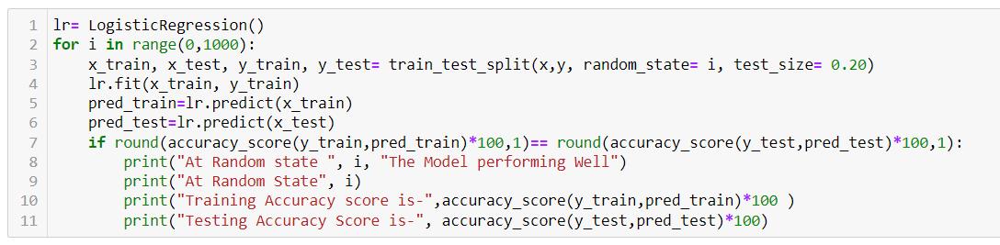 1 lr= LogisticRegression()
2 for i in range(0,1000):
3     x_train, x_test, y_train, y_test= train_test_split(x,y, random_state= i, test_size= 0.20)
4     lr.fit(x_train, y_train)
5     pred_train=lr.predict(x_train)
6     pred_test=lr.predict(x_test)
7     if round(accuracy_score(y_train,pred_train)*100,1)== round(accuracy_score(y_test,pred_test)*100,1):
8         print("At Random state ", i, "The Model performing Well")
9         print("At Random State", i)
10         print("Training Accuracy score is-",accuracy_score(y_train,pred_train)*100 )
11         print("Testing Accuracy Score is-", accuracy_score(y_test,pred_test)*100)